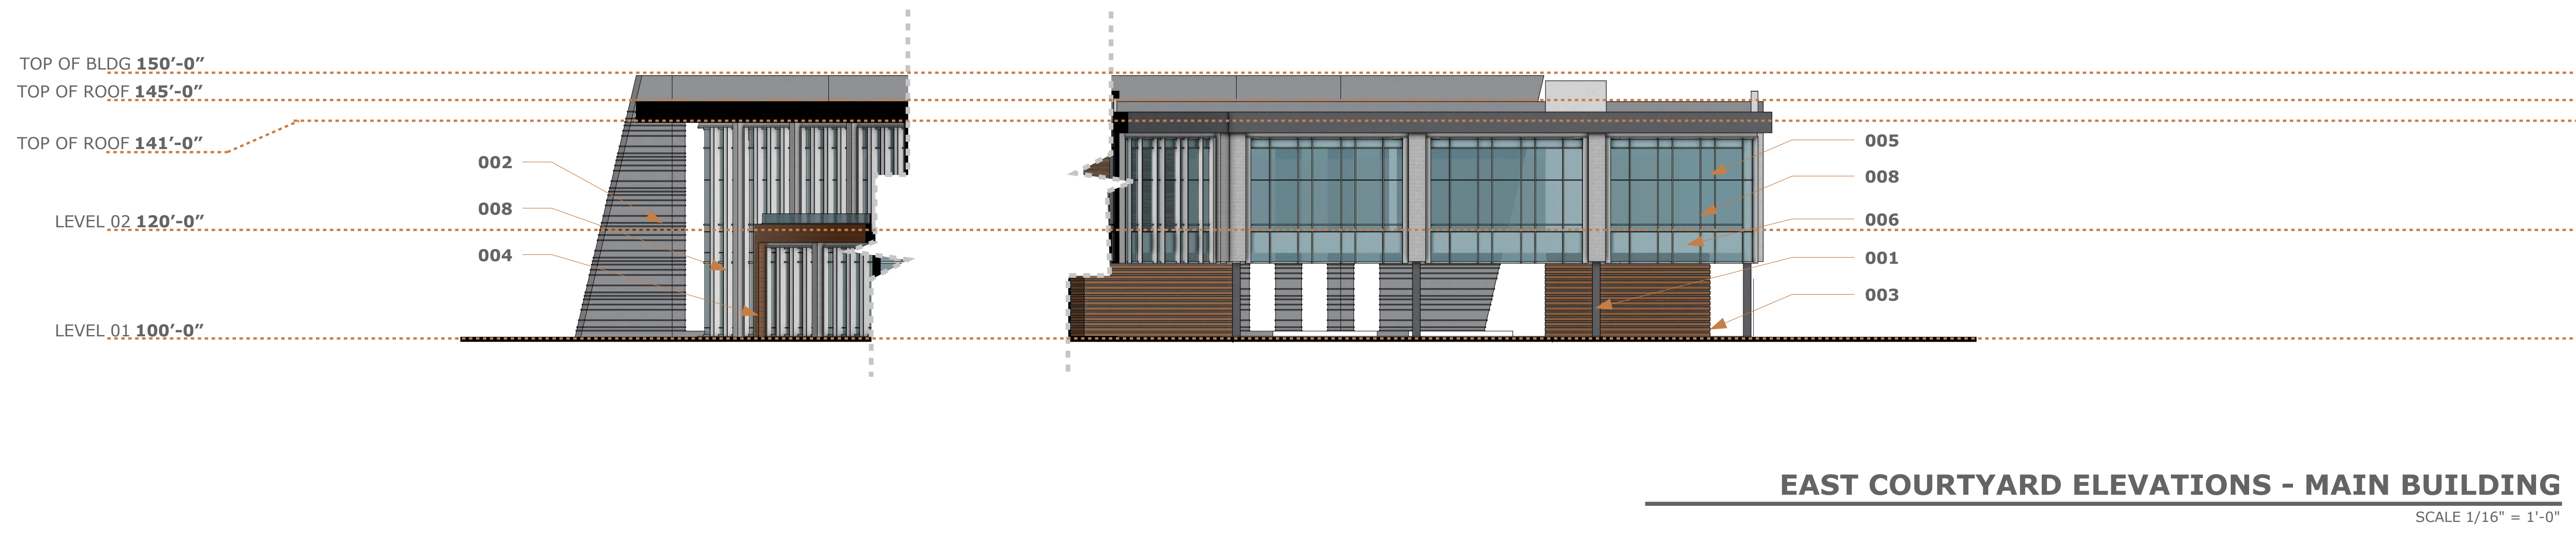 TOP OF BLDG 150’-0”
TOP OF ROOF 145’-0”
TOP OF ROOF 141’-0”
LEVEL 02 120’-0”
LEVEL 01 100’-0”
002
008
004
005
008
006
001
003
EAST COURTYARD ELEVATIONS - MAIN BUILDING
SCALE 1/16" = 1'-0"